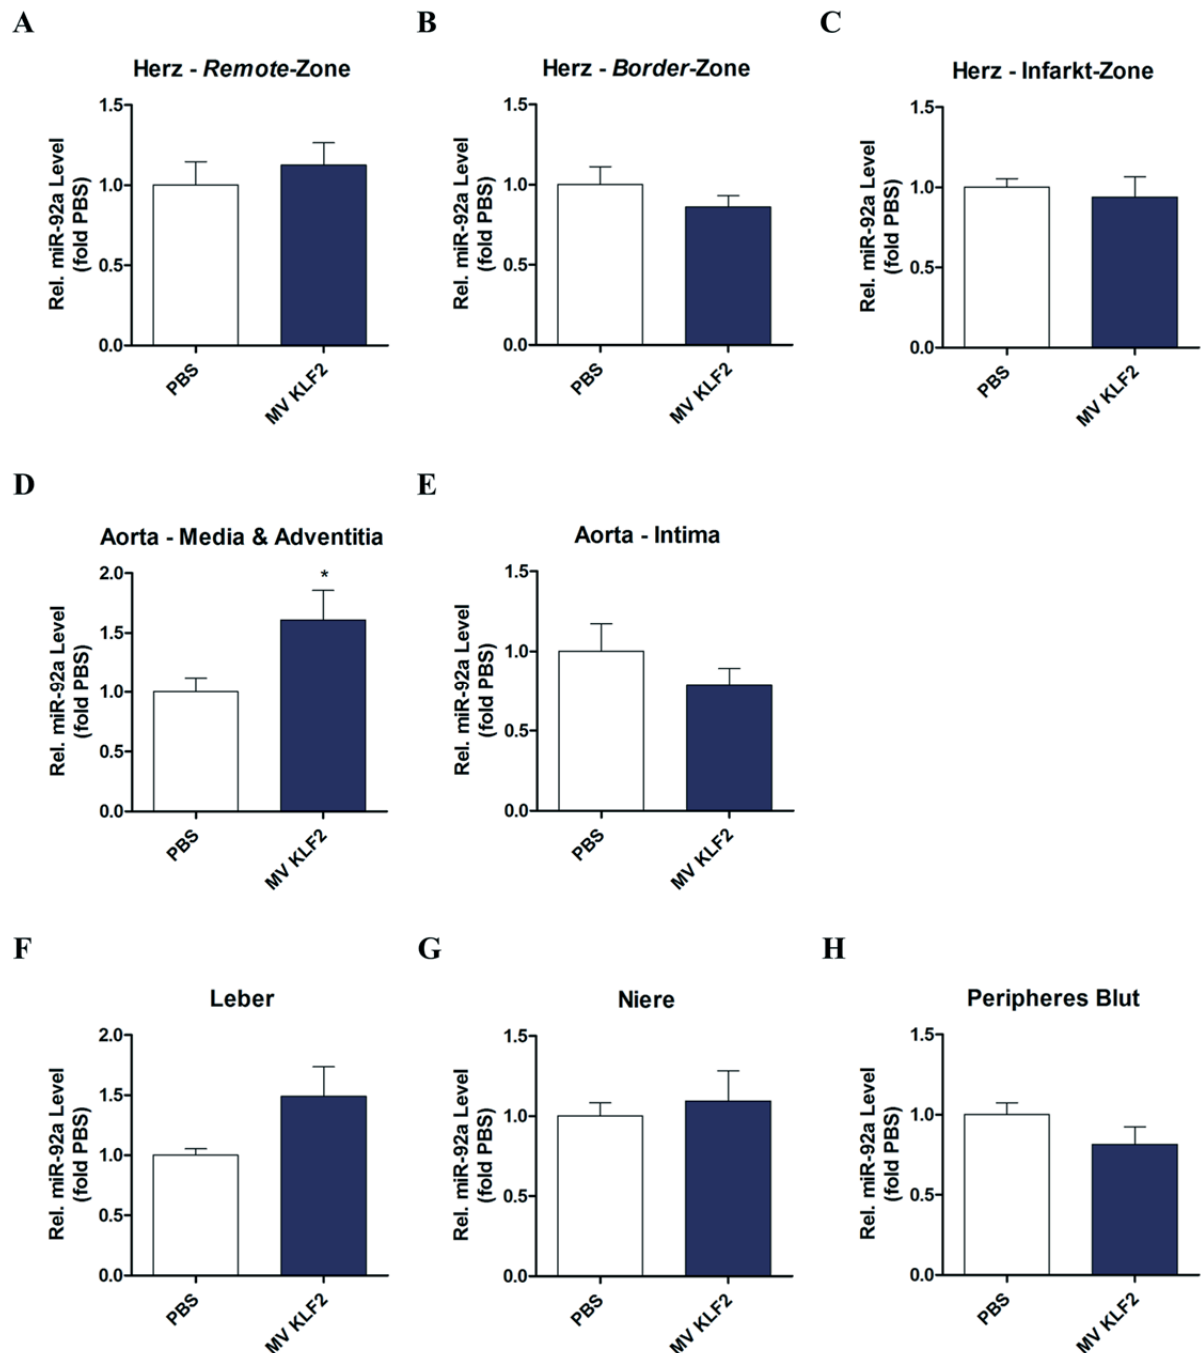 A
Herz - Remote-Zone
Rel. miR-92a Level
(fold PBS)
1.5
1.0
0.5
0.0
PBS
MV KLF2
B
Herz - Border-Zone
Rel. miR-92a Level
(fold PBS)
1.5
1.0
0.5
0.0
PBS
MV KLF2
C
Herz - Infarkt-Zone
Rel. miR-92a Level
(fold PBS)
1.5
1.0
0.5
0.0
PBS
MV KLF2
D
Aorta - Media & Adventitia
Rel. miR-92a Level
(fold PBS)
2.0
1.5
1.0
0.5
0.0
*
PBS
MV KLF2
E
Aorta - Intima
Rel. miR-92a Level
(fold PBS)
1.5
1.0
0.5
0.0
PBS
MV KLF2
F
Leber
Rel. miR-92a Level
(fold PBS)
2.0
1.5
1.0
0.5
0.0
PBS
MV KLF2
G
Niere
Rel. miR-92a Level
(fold PBS)
1.5
1.0
0.5
0.0
PBS
MV KLF2
H
Peripheres Blut
Rel. miR-92a Level
(fold PBS)
1.5
1.0
0.5
0.0
PBS
MV KLF2